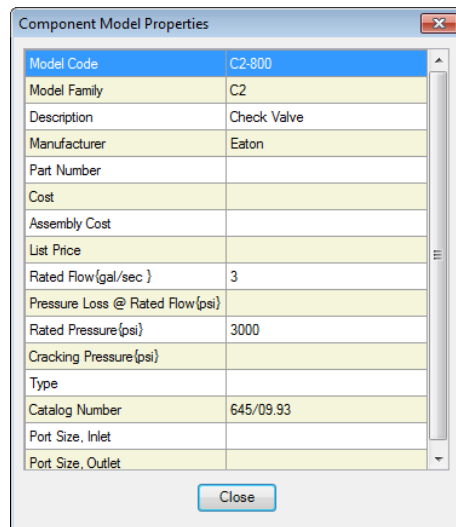 Component Model Properties
Model Code C2-800
Model Family C2
Description Check Valve
Manufacturer Eaton
Part Number
Cost
Assembly Cost
List Price
Rated Flow{gal/sec } 3
Pressure Loss @ Rated Flow{psi}
Rated Pressure{psi} 3000
Cracking Pressure{psi}
Type
Catalog Number 645/09.93
Port Size, Inlet
Port Size, Outlet
Close